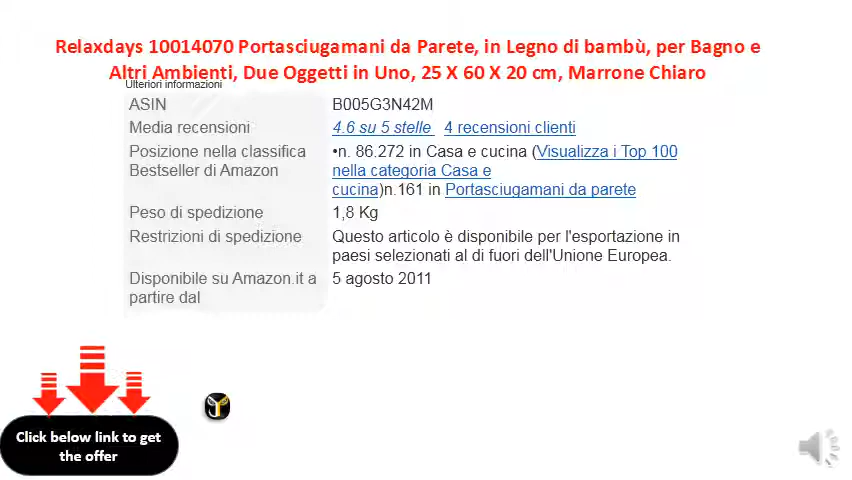 Relaxdays 10014070 Portasciugamani da Parete, in Legno di bambù, per Bagno e
Altri Ambienti, Due Oggetti in Uno, 25 X 60 X 20 cm, Marrone Chiaro
Ulteriori informazioni
ASIN B005G3N42M
Media recensioni 4.6 su 5 stelle 4 recensioni clienti
Posizione nella classifica •n. 86.272 in Casa e cucina (Visualizza i Top 100
Bestseller di Amazon nella categoria Casa e
cucina)n.161 in Portasciugamani da parete
Peso di spedizione 1,8 Kg
Restrizioni di spedizione Questo articolo è disponibile per l'esportazione in
paesi selezionati al di fuori dell'Unione Europea.
Disponibile su Amazon.it a 5 agosto 2011
partire dal
Click below link to get
the offer